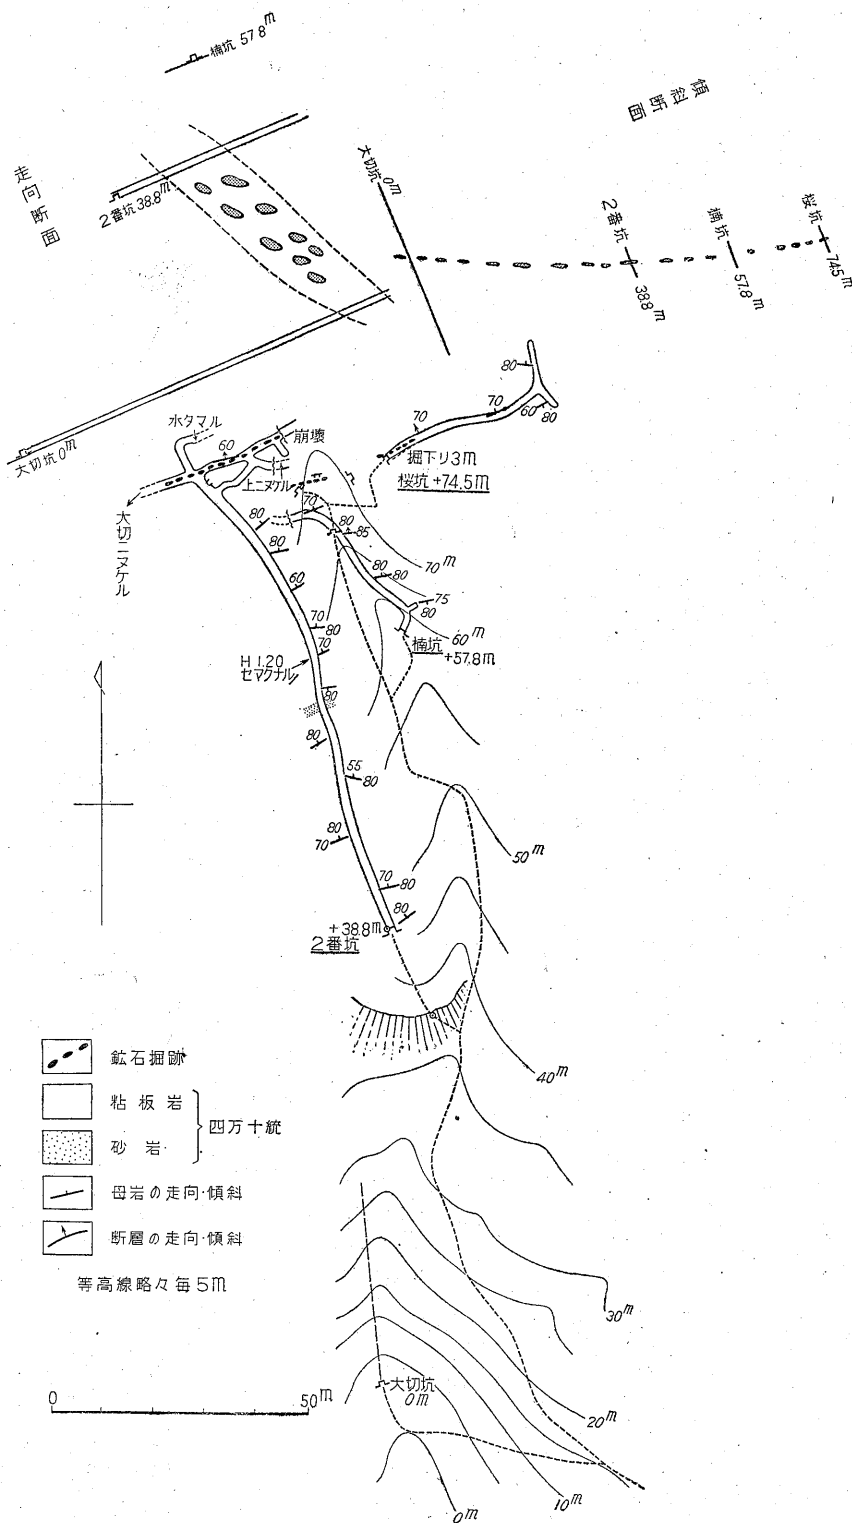 楠坑 57.8m
傾斜断面
走向断面
2番坑 38.8m
大切坑 0m
大切坑 0m
2番坑
38.8m
楠坑
57.8m
桜坑
74.5m
80
70
60
80
70
水タマル
崩壊
60
掘下リ3m
桜坑 +74.5m
上ニヌケル
大切ニヌケル
80
70
80
85
80
70m
80
80
60
75
80
70
80
60m
70
楠坑
+57.8m
H 1.20
セマクナル
80
80
55
80
80
70
50m
70
80
80
+38.8m
2番坑
40m
鉱石掘跡
粘板岩
砂岩
四万十統
母岩の走向・傾斜
断層の走向・傾斜
等高線略々毎5m
30m
0
50m
大切坑
0m
20m
10m
0m